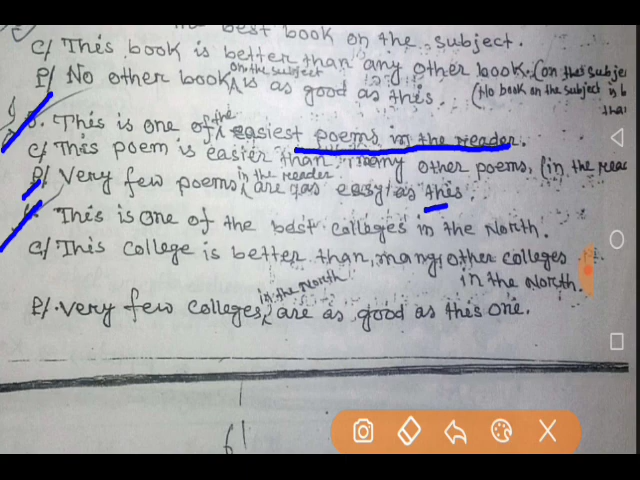 best book on the subject.
C/ This book is better than any other book. (on the subje
P/ No other book on the subject is as good as this. (No book on the subject is b
tha
5. This is one of the easiest poems in the reader.
C/ This poem is easier than many other poems, (in the rea
P/ Very few poems in the reader are as easy as this.
This is one of the best colleges in the North.
C/ This college is better than many other colleges
in the North.
P/ Very few colleges in the North are as good as this one.